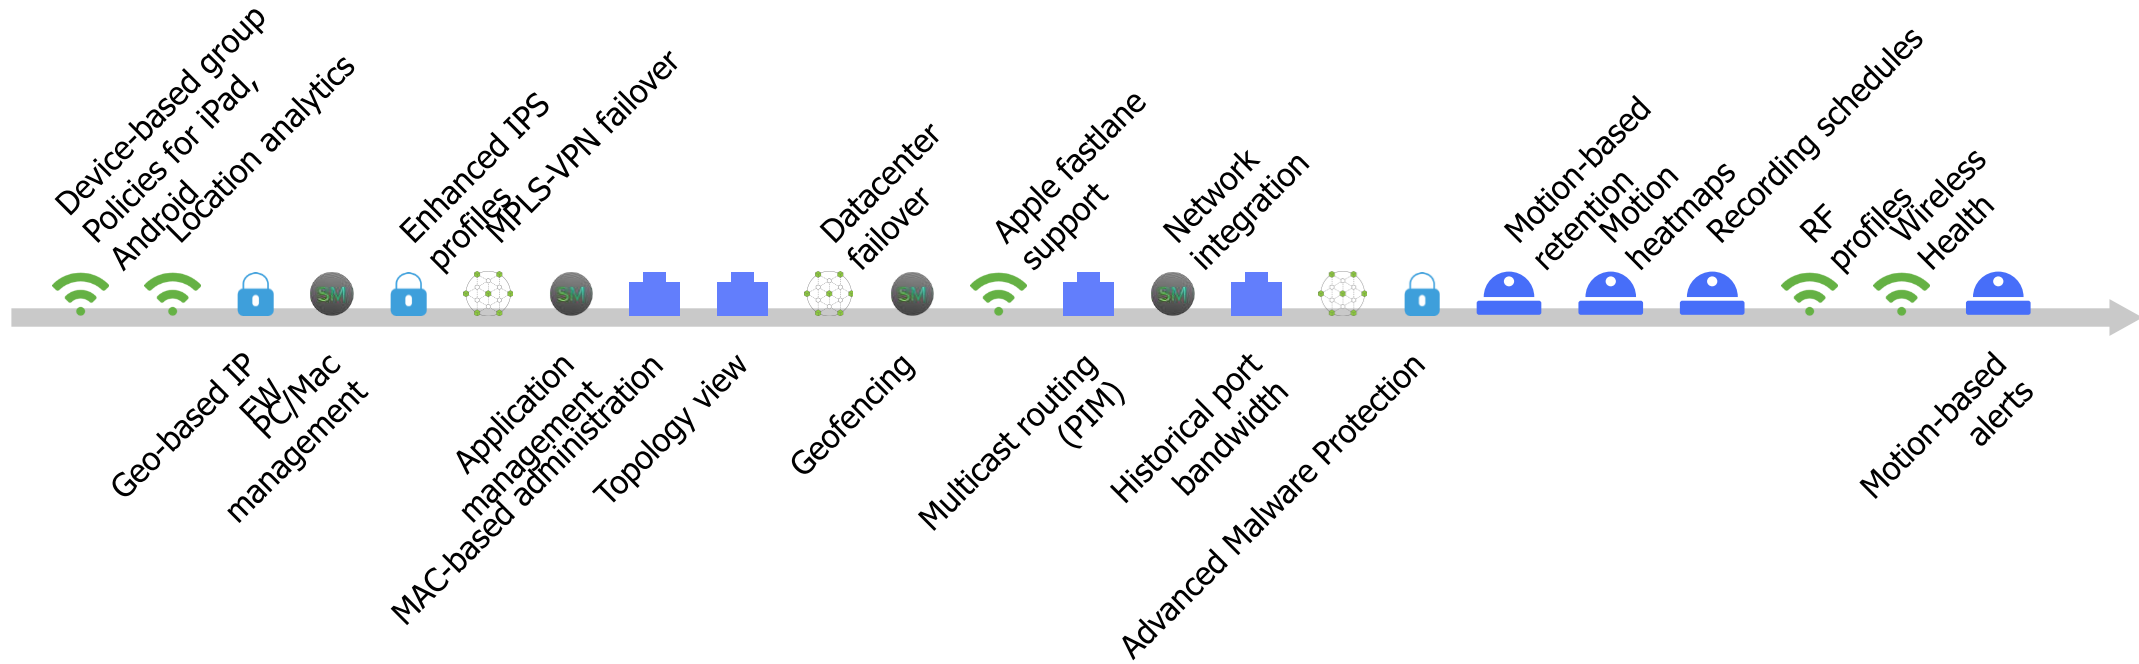 Device-based group
Policies for iPad,
Android
Location analytics
Enhanced IPS
profiles
MPLS-VPN failover
Datacenter
failover
Apple fastlane
support
Network
integration
Motion-based
retention
Motion
heatmaps
Recording schedules
RF
profiles
Wireless
Health
SM
SM
SM
SM
Geo-based IP
FW
PC/Mac
management
Application
management
MAC-based administration
Topology view
Geofencing
Multicast routing
(PIM)
Historical port
bandwidth
Advanced Malware Protection
Motion-based
alerts